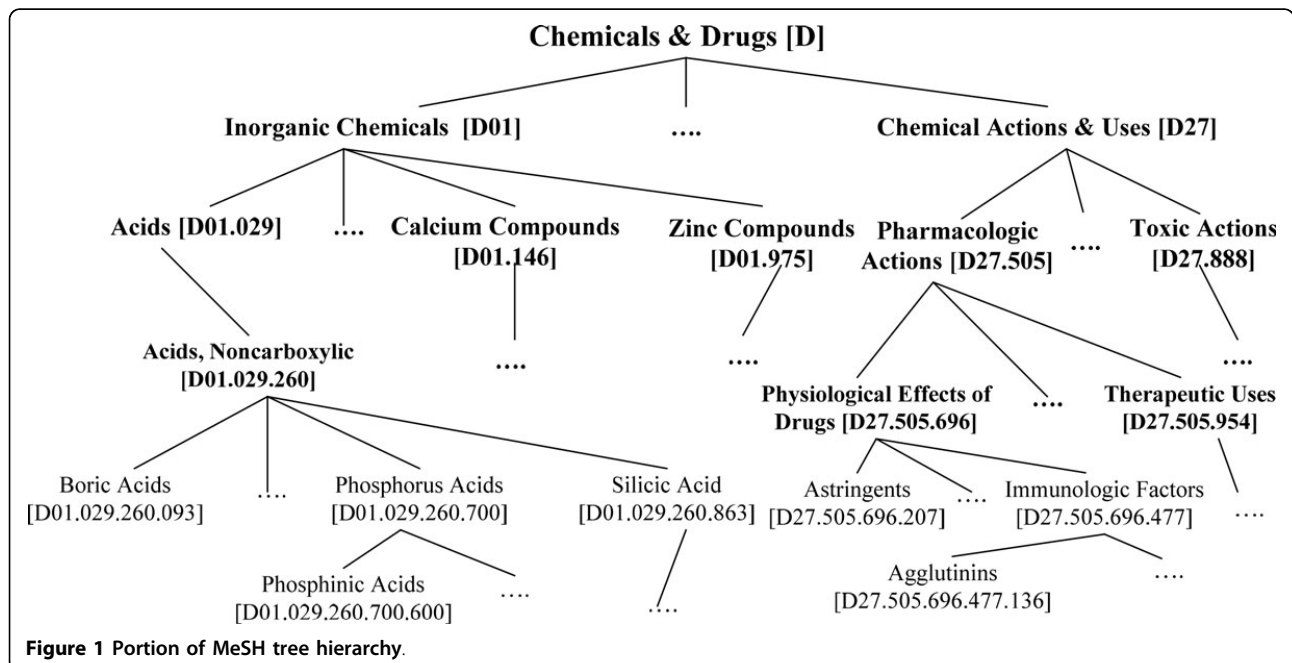 Chemicals & Drugs [D]
Inorganic Chemicals [D01]
....
Chemical Actions & Uses [D27]
Acids [D01.029]
....
Calcium Compounds
[D01.146]
Zinc Compounds
[D01.975]
Pharmacologic
Actions [D27.505]
....
Toxic Actions
[D27.888]
Acids, Noncarboxylic
[D01.029.260]
....
....
....
Physiological Effects of
Drugs [D27.505.696]
....
Therapeutic Uses
[D27.505.954]
Boric Acids
[D01.029.260.093]
....
Phosphorus Acids
[D01.029.260.700]
Silicic Acid
[D01.029.260.863]
Astringents
[D27.505.696.207]
....
Immunologic Factors
[D27.505.696.477]
....
Phosphinic Acids
[D01.029.260.700.600]
....
....
Agglutinins
[D27.505.696.477.136]
....
Figure 1 Portion of MeSH tree hierarchy.